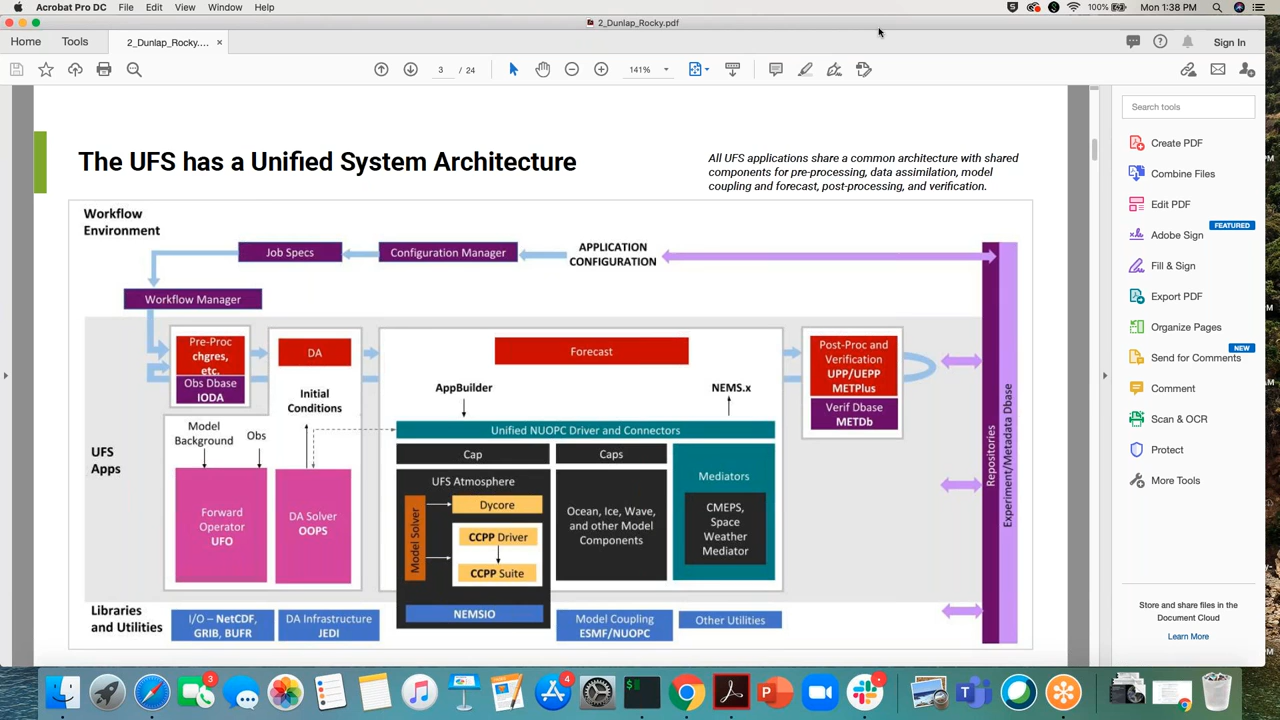 Acrobat Pro DC File Edit View Window Help
100% Mon 1:38 PM
2_Dunlap_Rocky.pdf
Home Tools 2_Dunlap_Rocky.... × Sign In
3 / 24 141%
The UFS has a Unified System Architecture
All UFS applications share a common architecture with shared
components for pre-processing, data assimilation, model
coupling and forecast, post-processing, and verification.
Workflow
Environment
Job Specs
Configuration Manager
APPLICATION
CONFIGURATION
Workflow Manager
UFS
Apps
Pre-Proc
chgres,
etc.
Obs Dbase
IODA
DA
Initial
Conditions
Model
Background
Obs
Forward
Operator
UFO
DA Solver
OOPS
Forecast
AppBuilder
NEMS.x
Unified NUOPC Driver and Connectors
Cap
Caps
UFS Atmosphere
Model Solver
Dycore
CCPP Driver
CCPP Suite
NEMSIO
Ocean, Ice, Wave,
and other Model
Components
Mediators
CMEPS,
Space
Weather
Mediator
Post-Proc and
Verification
UPP/UEPP
METPlus
Verif Dbase
METDb
Repositories
Experiment/Metadata Dbase
Libraries
and Utilities
I/O – NetCDF,
GRIB, BUFR
DA Infrastructure
JEDI
Model Coupling
ESMF/NUOPC
Other Utilities
Search tools
Create PDF
Combine Files
Edit PDF
FEATURED
Adobe Sign
Fill & Sign
Export PDF
Organize Pages
NEW
Send for Comments
Comment
Scan & OCR
Protect
More Tools
Store and share files in the
Document Cloud
Learn More
3
4